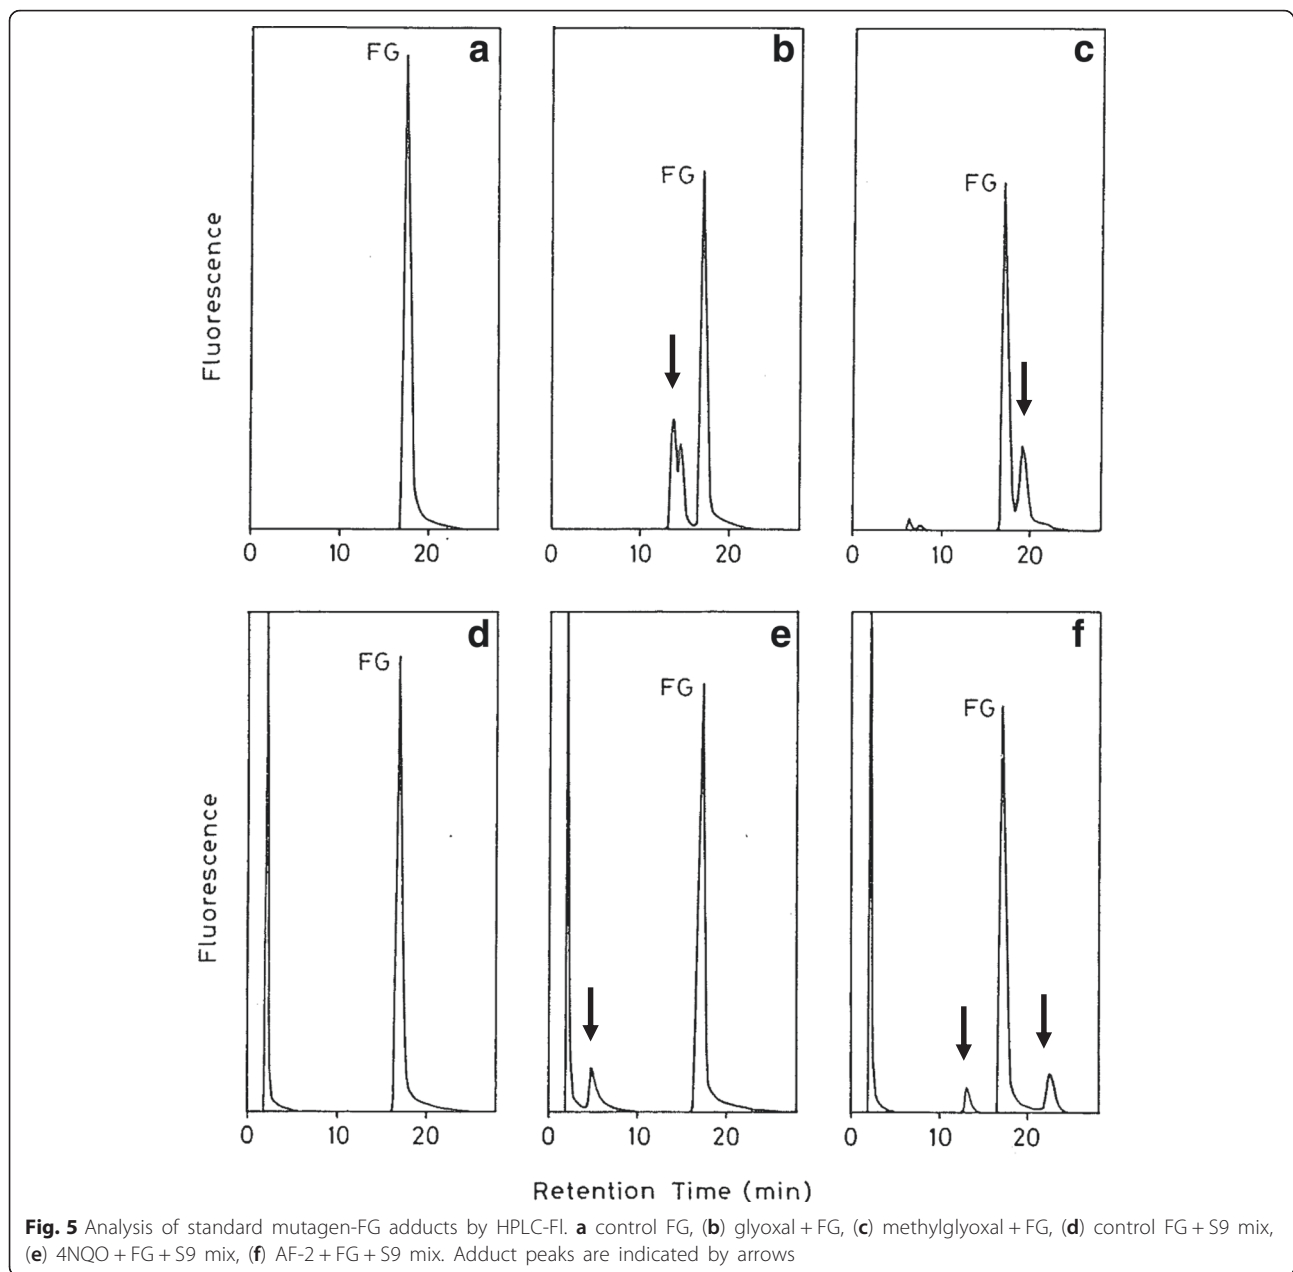 a
FG
b
FG
c
FG
Fluorescence
0 10 20
0 10 20
0 10 20
d
FG
e
FG
f
FG
Fluorescence
0 10 20
0 10 20
0 10 20
Retention Time (min)
Fig. 5 Analysis of standard mutagen-FG adducts by HPLC-Fl. a control FG, (b) glyoxal + FG, (c) methylglyoxal + FG, (d) control FG + S9 mix,
(e) 4NQO + FG + S9 mix, (f) AF-2 + FG + S9 mix. Adduct peaks are indicated by arrows